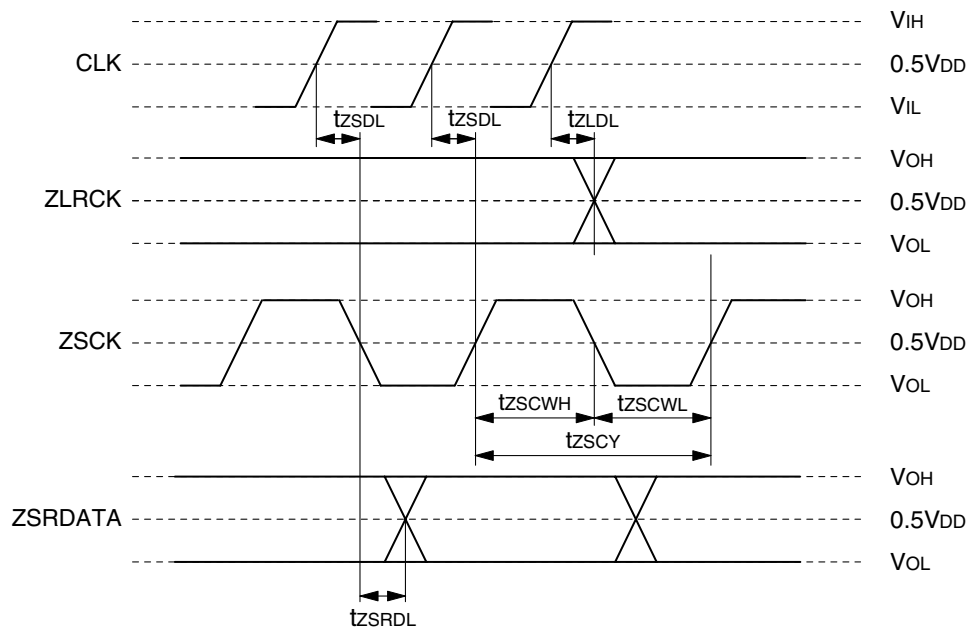 CLK
VIH
0.5VDD
VIL
tZSDL
tZSDL
tZLDL
ZLRCK
VOH
0.5VDD
VOL
ZSCK
VOH
0.5VDD
VOL
tZSCWH
tZSCWL
tZSCY
ZSRDATA
VOH
0.5VDD
VOL
tZSRDL